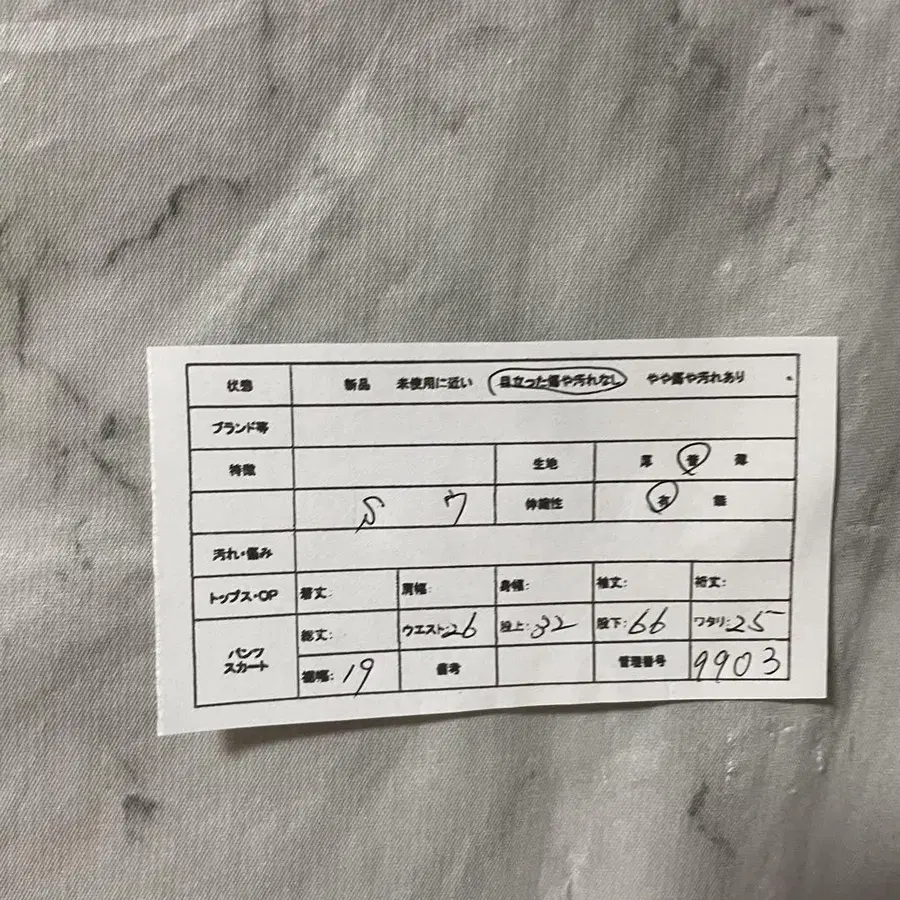 状態 新品 未使用に近い 目立った傷や汚れなし やや傷や汚れあり
ブランド等
特徴 生地 厚 普 薄
S ウ 伸縮性 有 無
汚れ・傷み
トップス・OP 着丈: 肩幅: 身幅: 袖丈: 裄丈:
パンツ スカート 総丈: ウエスト:26 股上:32 股下:66 ワタリ:25
裾幅:19 備考 管理番号 9903